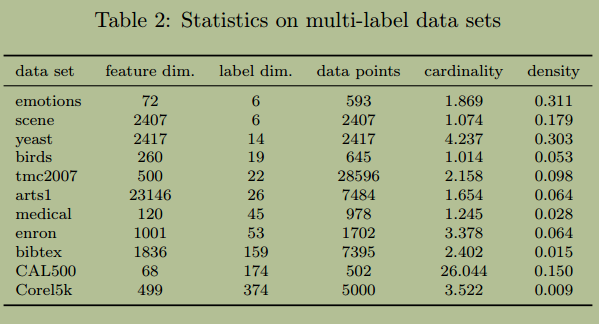 Table 2: Statistics on multi-label data sets
data set feature dim. label dim. data points cardinality density
emotions 72 6 593 1.869 0.311
scene 2407 6 2407 1.074 0.179
yeast 2417 14 2417 4.237 0.303
birds 260 19 645 1.014 0.053
tmc2007 500 22 28596 2.158 0.098
arts1 23146 26 7484 1.654 0.064
medical 120 45 978 1.245 0.028
enron 1001 53 1702 3.378 0.064
bibtex 1836 159 7395 2.402 0.015
CAL500 68 174 502 26.044 0.150
Corel5k 499 374 5000 3.522 0.009